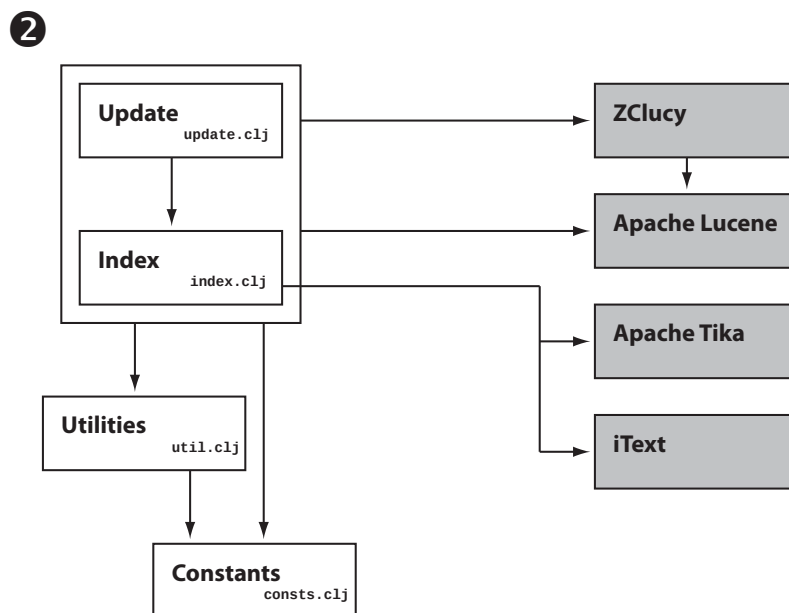 ❷
Update
update.clj
ZClucy
Apache Lucene
Index
index.clj
Apache Tika
Utilities
util.clj
iText
Constants
consts.clj